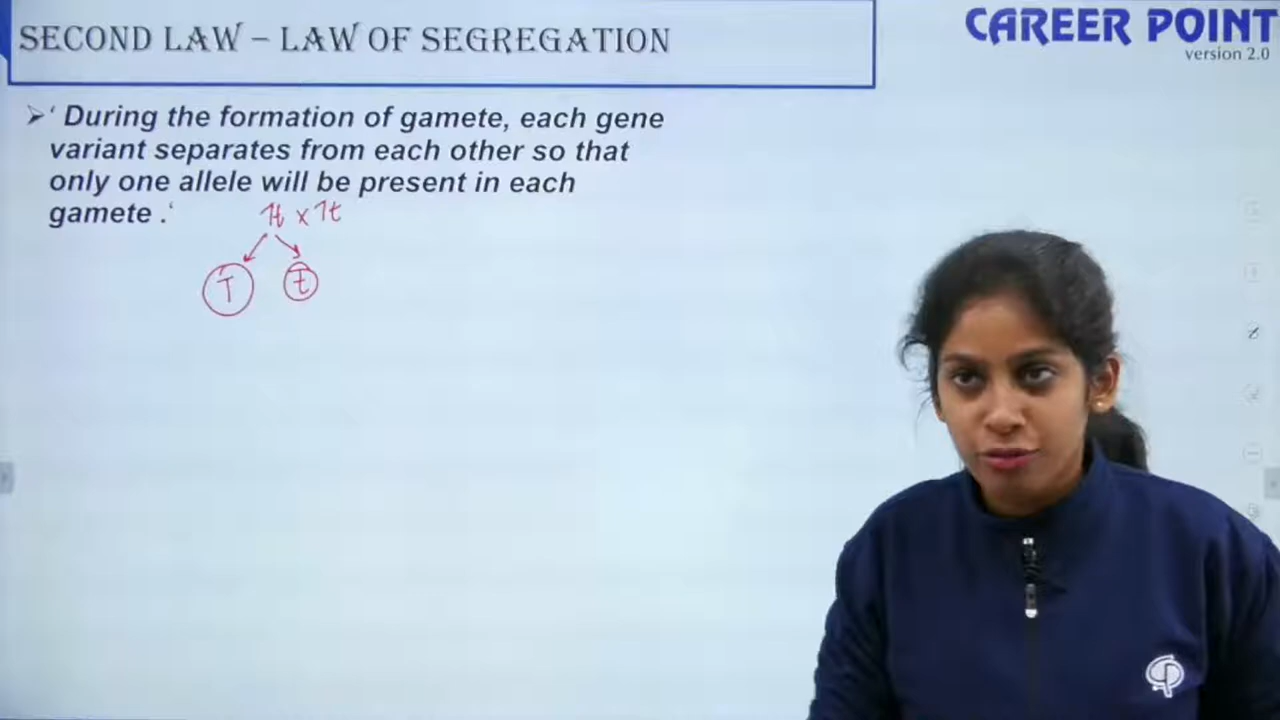 SECOND LAW – LAW OF SEGREGATION
CAREER POINT
version 2.0
➢‘ During the formation of gamete, each gene
variant separates from each other so that
only one allele will be present in each
gamete .‘
Tt x Tt
T t